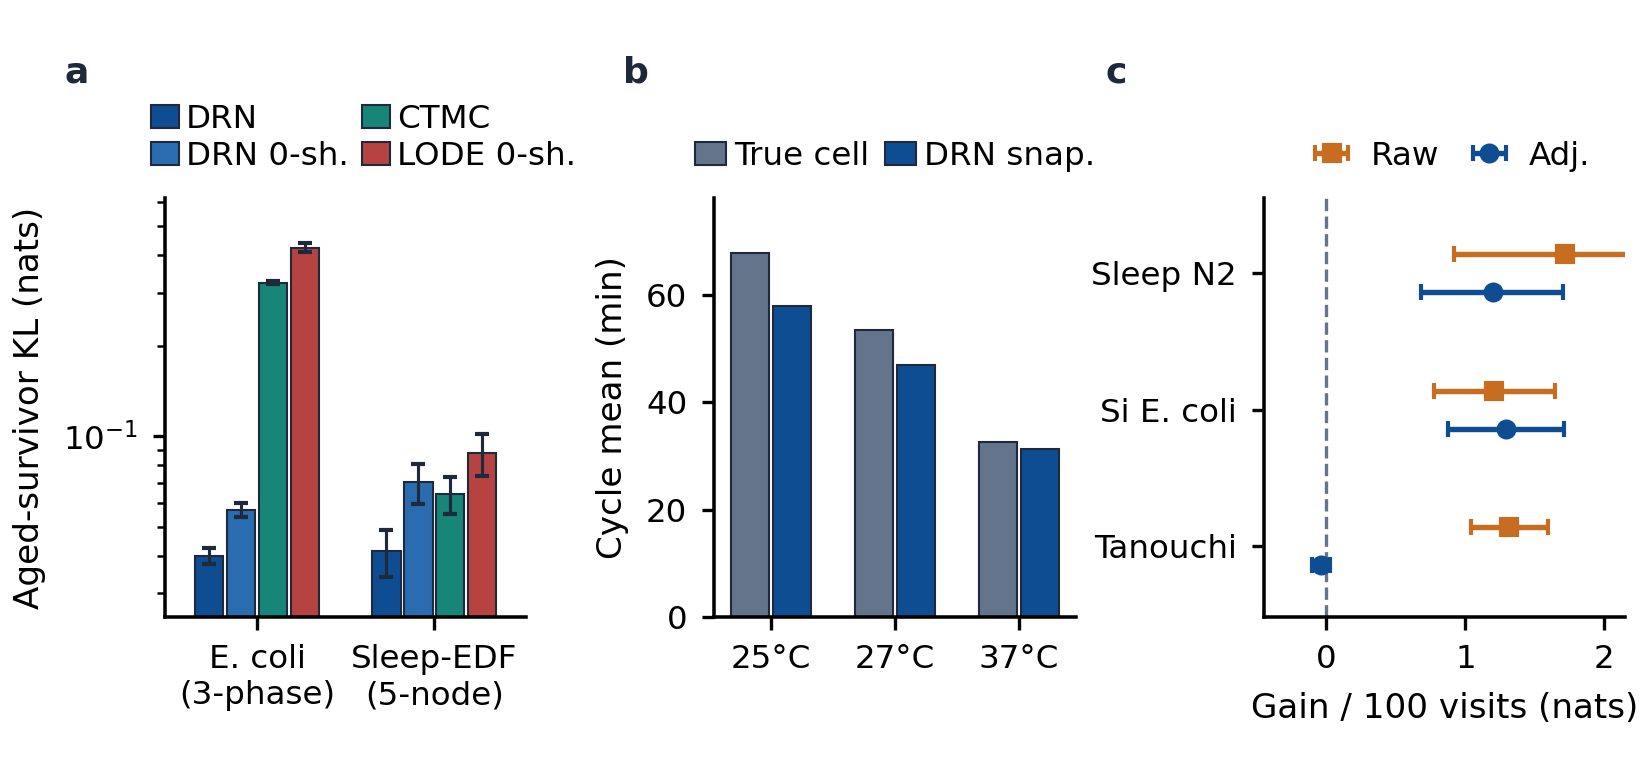 a
DRN
CTMC
DRN 0-sh.
LODE 0-sh.
Aged-survivor KL (nats)
10⁻¹
E. coli
(3-phase)
Sleep-EDF
(5-node)
b
True cell
DRN snap.
Cycle mean (min)
60
40
20
0
25°C
27°C
37°C
c
Raw
Adj.
Sleep N2
Si E. coli
Tanouchi
0
1
2
Gain / 100 visits (nats)